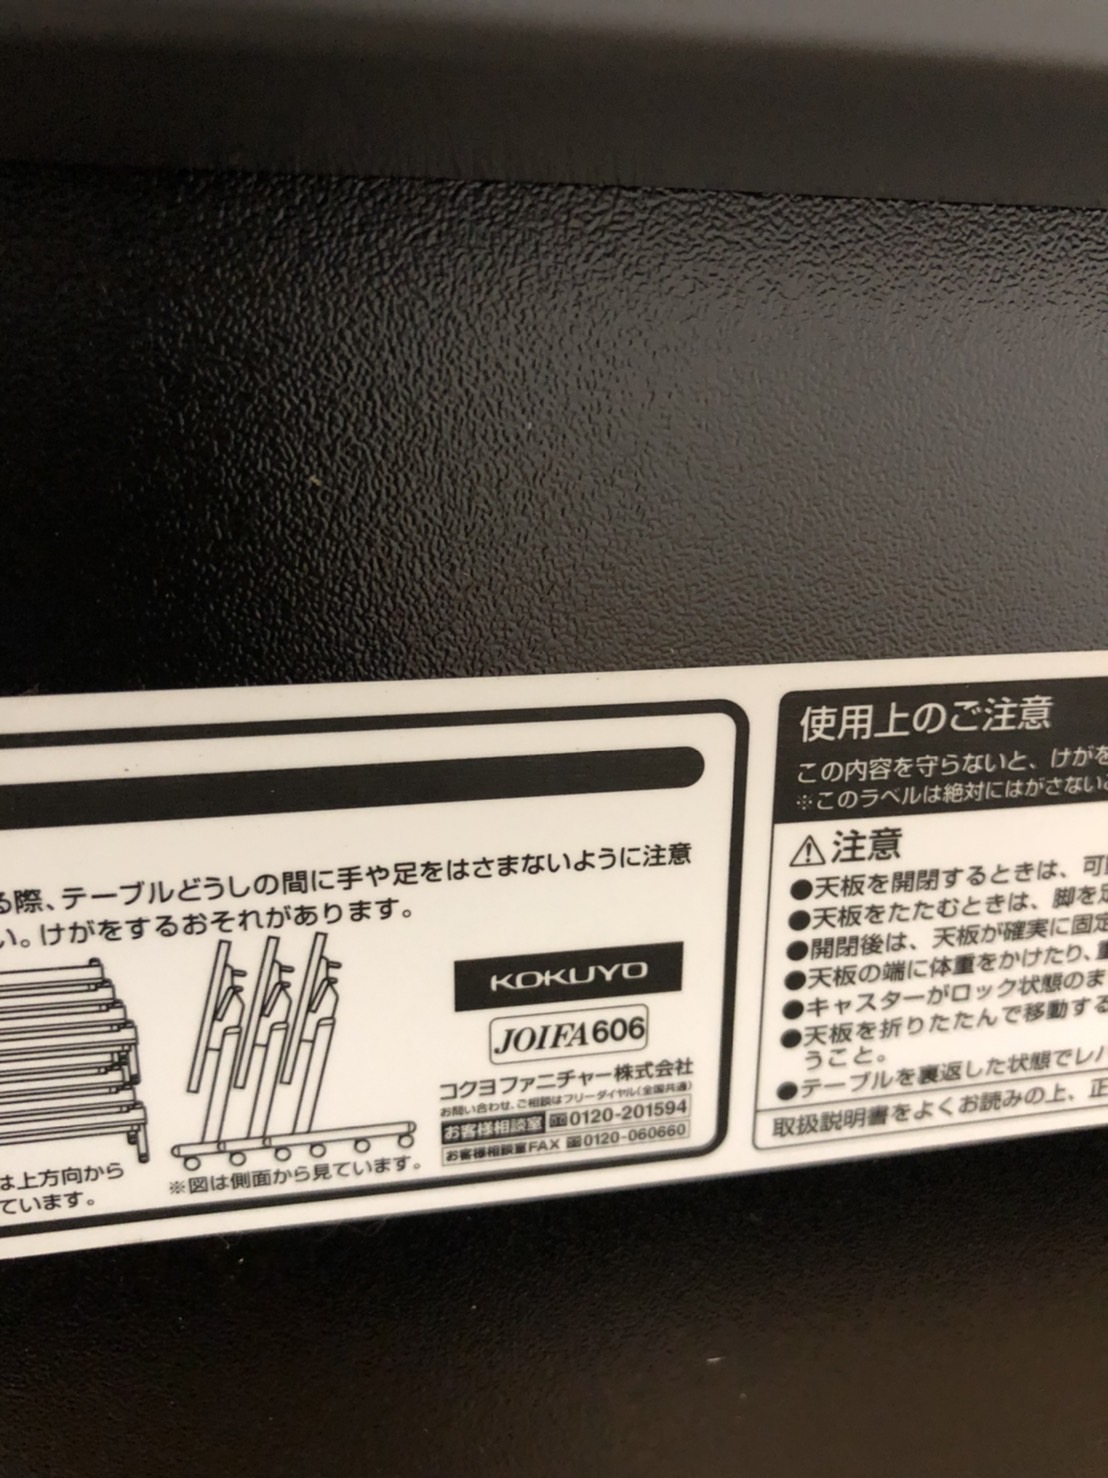 る際、テーブルどうしの間に手や足をはさまないように注意
い。けがをするおそれがあります。
は上方向から
ています。
※図は側面から見ています。
KOKUYO
JOIFA606
コクヨファニチャー株式会社
お問い合わせ、ご相談はフリーダイヤル(全国共通)
お客様相談室 0120-201594
お客様相談室FAX 0120-060660
使用上のご注意
この内容を守らないと、けがを
※このラベルは絶対にはがさない
⚠注意
●天板を開閉するときは、可
●天板をたたむときは、脚を
●開閉後は、天板が確実に固定
●天板の端に体重をかけたり、
●キャスターがロック状態のま
●天板を折りたたんで移動する
うこと。
●テーブルを裏返した状態でレバ
取扱説明書をよくお読みの上、正